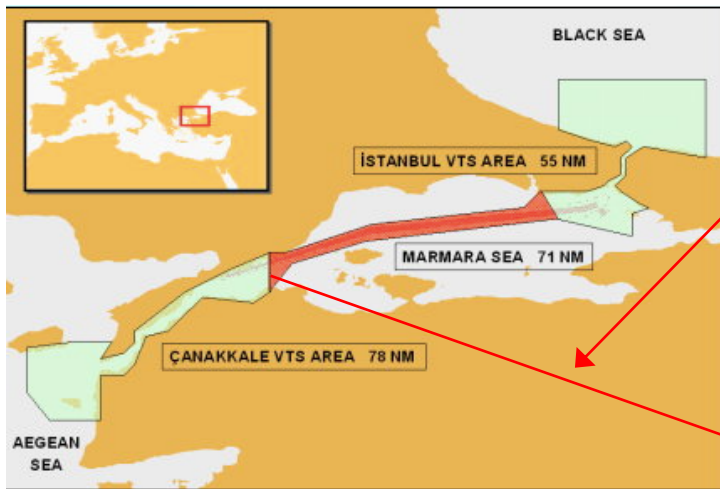 BLACK SEA
İSTANBUL VTS AREA 55 NM
MARMARA SEA 71 NM
ÇANAKKALE VTS AREA 78 NM
AEGEAN
SEA